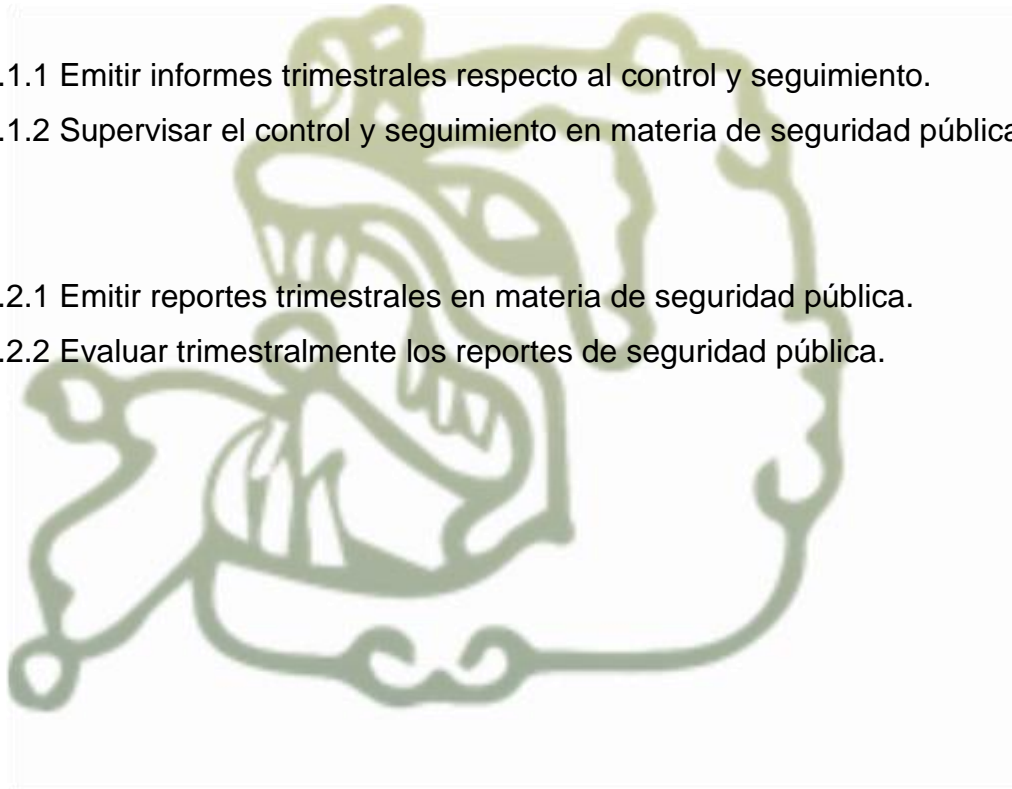 .1.1 Emitir informes trimestrales respecto al control y seguimiento.
.1.2 Supervisar el control y seguimiento en materia de seguridad pública
.2.1 Emitir reportes trimestrales en materia de seguridad pública.
.2.2 Evaluar trimestralmente los reportes de seguridad pública.